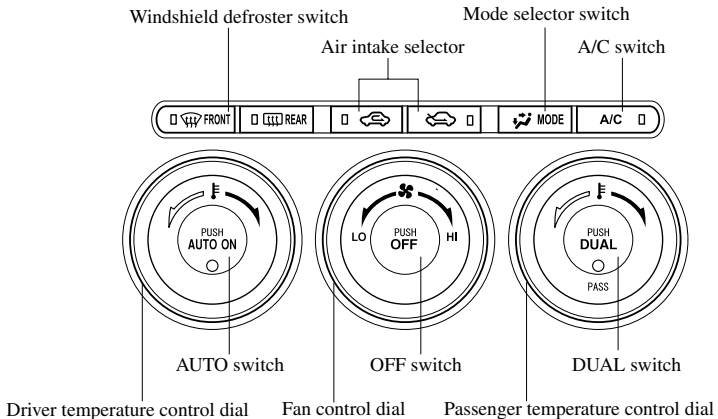 Windshield defroster switch
Mode selector switch
Air intake selector
A/C switch
FRONT
REAR
MODE
A/C
PUSH
AUTO ON
PUSH
OFF
LO
HI
PUSH
DUAL
PASS
AUTO switch
OFF switch
DUAL switch
Driver temperature control dial
Fan control dial
Passenger temperature control dial